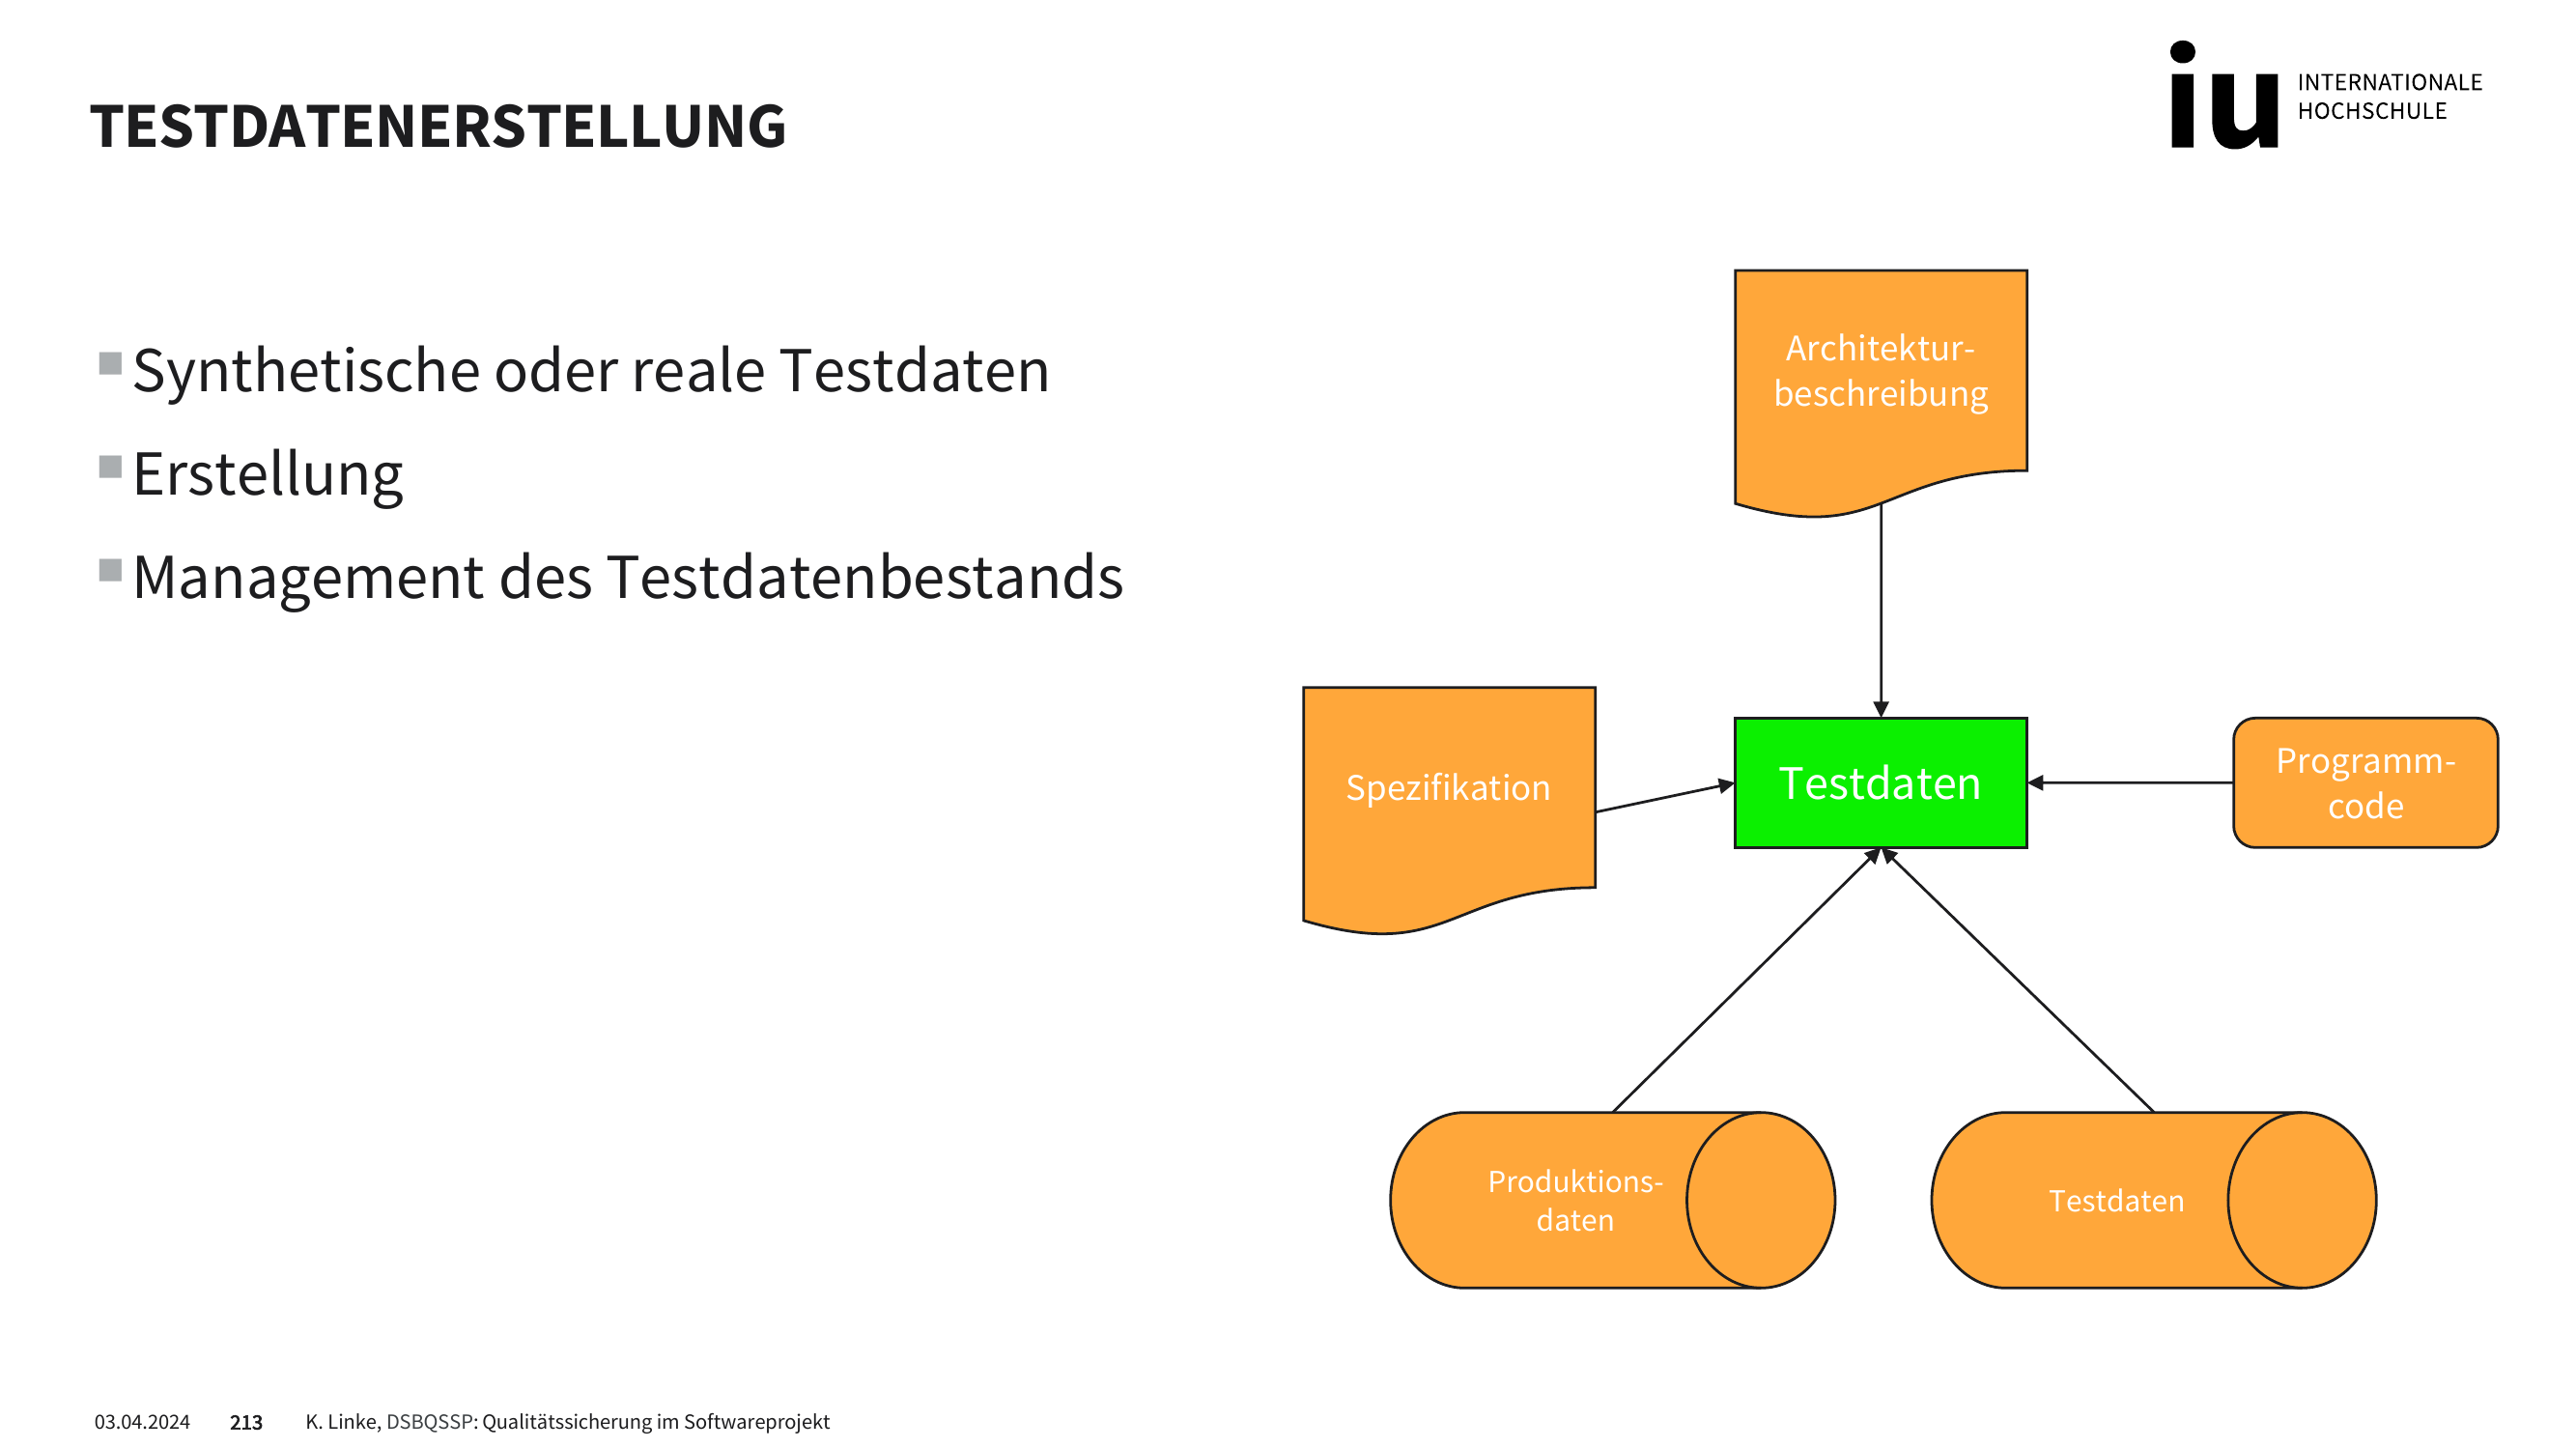 TESTDATENERSTELLUNG
iu INTERNATIONALE
HOCHSCHULE
Synthetische oder reale Testdaten
Erstellung
Management des Testdatenbestands
Architektur-
beschreibung
Spezifikation
Testdaten
Programm-
code
Produktions-
daten
Testdaten
03.04.2024 213 K. Linke, DSBQSSP: Qualitätssicherung im Softwareprojekt